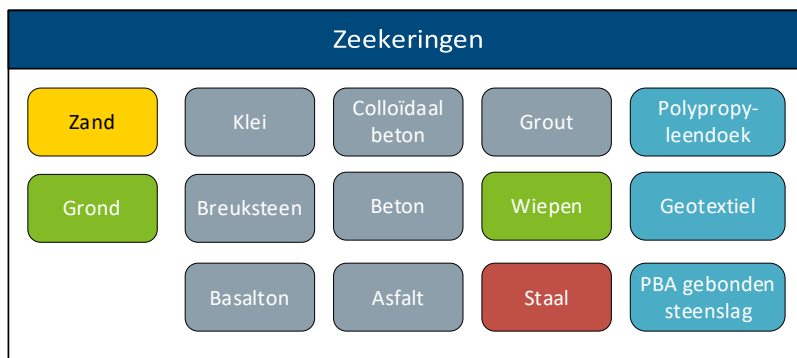 Zeekeringen
Zand
Klei
Colloïdaal
beton
Grout
Polypropy-
leendoek
Grond
Breuksteen
Beton
Wiepen
Geotextiel
Basalton
Asfalt
Staal
PBA gebonden
steenslag